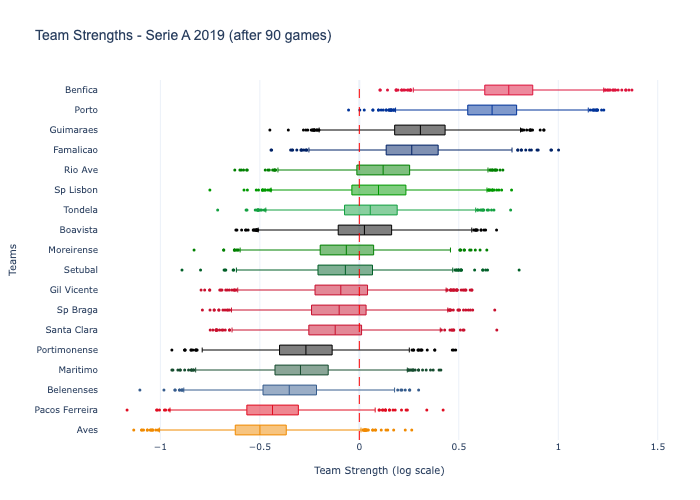 Team Strengths - Serie A 2019 (after 90 games)
Benfica
Porto
Guimaraes
Famalicao
Rio Ave
Sp Lisbon
Tondela
Boavista
Moreirense
Setubal
Gil Vicente
Sp Braga
Santa Clara
Portimonense
Maritimo
Belenenses
Pacos Ferreira
Aves
Teams
−1
−0.5
0
0.5
1
1.5
Team Strength (log scale)